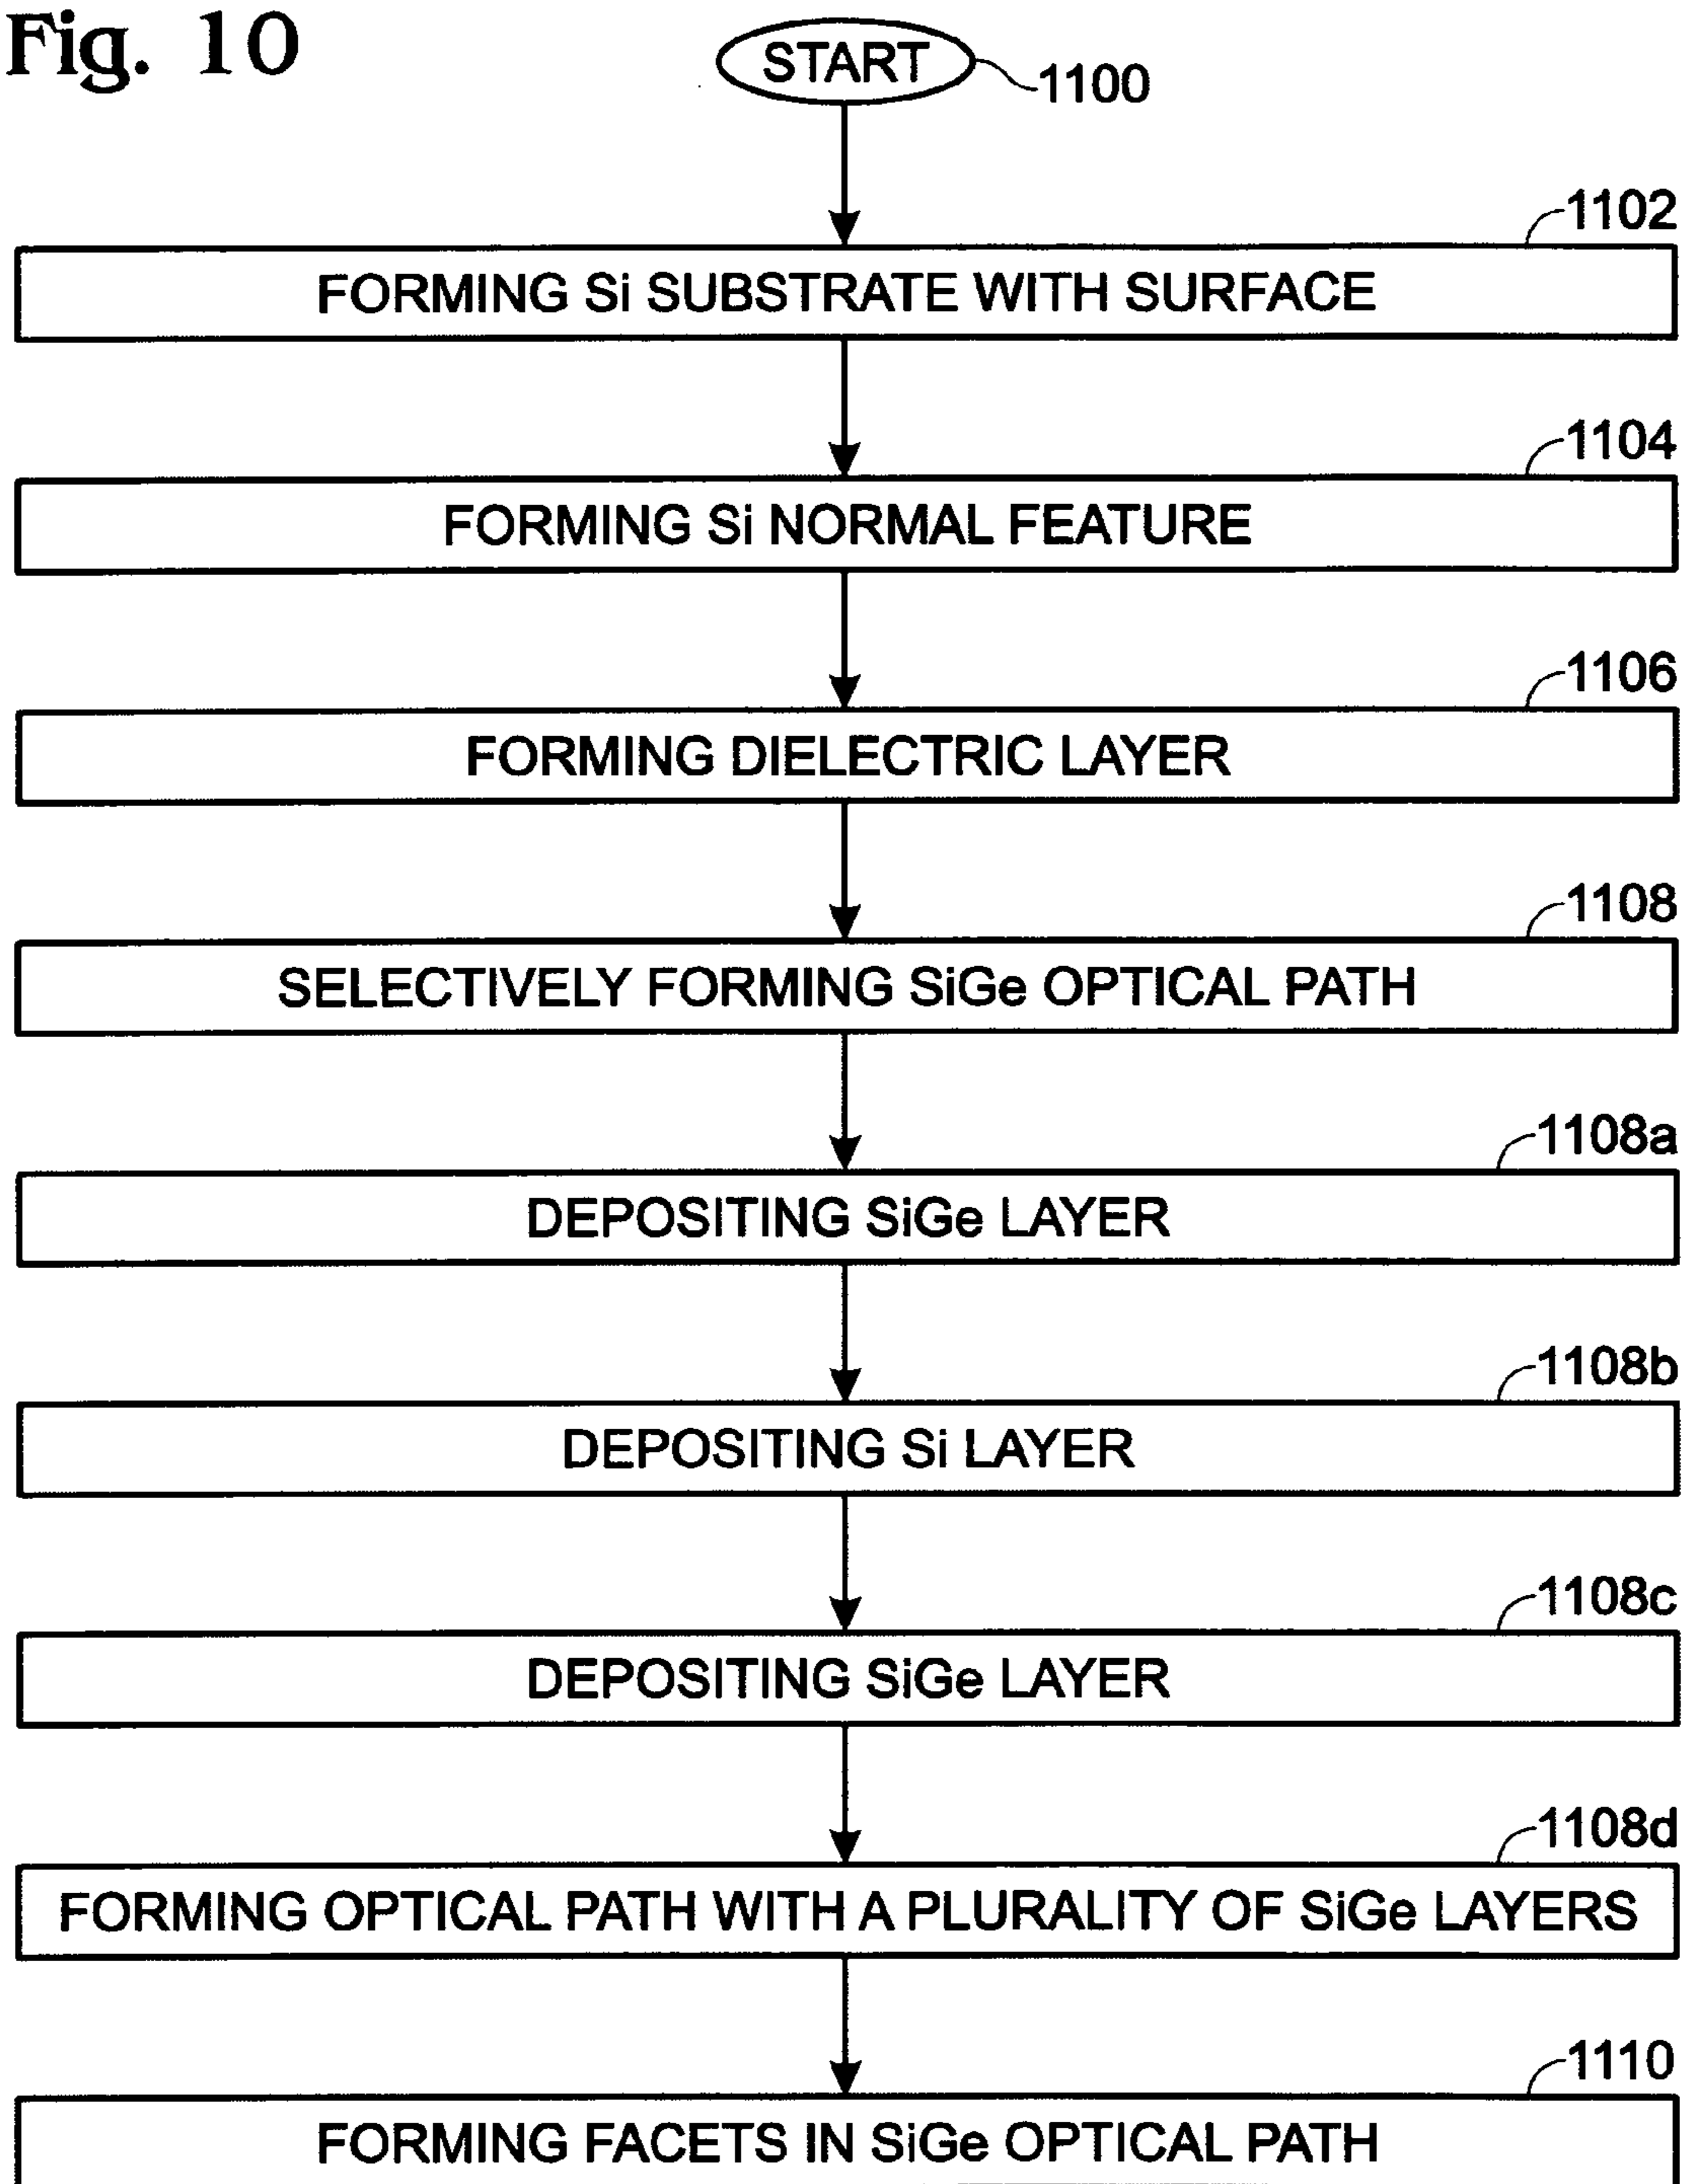 Fig. 10
START
1100
1102
FORMING Si SUBSTRATE WITH SURFACE
1104
FORMING Si NORMAL FEATURE
1106
FORMING DIELECTRIC LAYER
1108
SELECTIVELY FORMING SiGe OPTICAL PATH
1108a
DEPOSITING SiGe LAYER
1108b
DEPOSITING Si LAYER
1108c
DEPOSITING SiGe LAYER
1108d
FORMING OPTICAL PATH WITH A PLURALITY OF SiGe LAYERS
1110
FORMING FACETS IN SiGe OPTICAL PATH